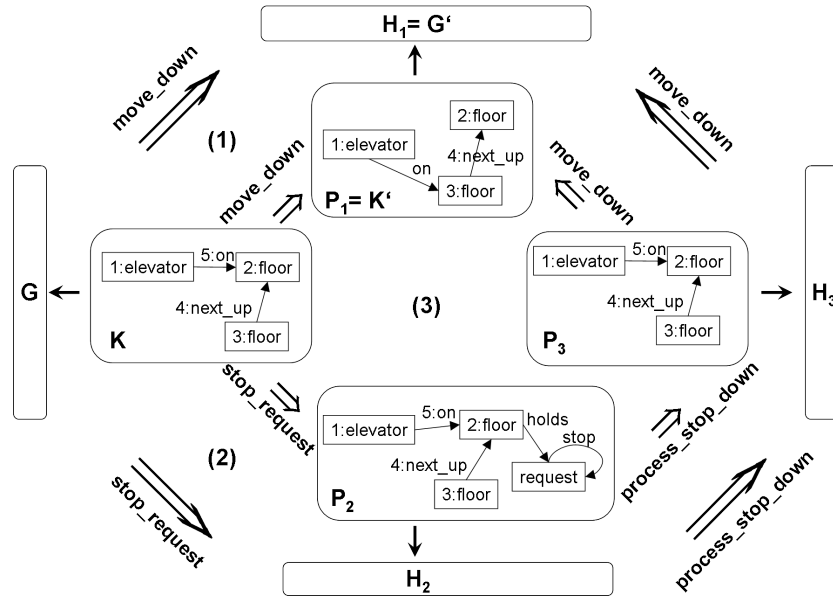 H1= G‘
move_down
move_down
(1)
2:floor
1:elevator
4:next_up
on
3:floor
P1= K‘
move_down
move_down
G
1:elevator
5:on
2:floor
4:next_up
3:floor
K
(3)
1:elevator
5:on
2:floor
4:next_up
3:floor
P3
H3
stop_request
(2)
stop_request
1:elevator
5:on
2:floor
holds
stop
4:next_up
request
3:floor
P2
process_stop_down
process_stop_down
H2